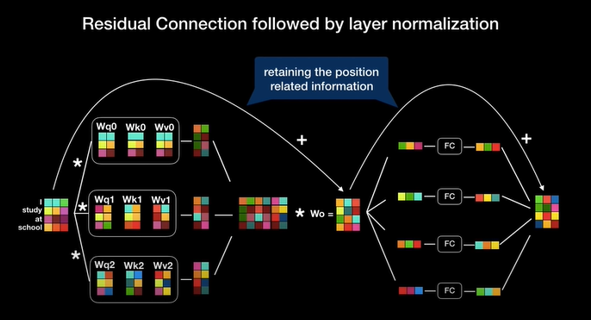 Residual Connection followed by layer normalization
retaining the position
related information
Wq0 Wk0 Wv0
*
+
+
FC
I
study
at
school
*
Wq1 Wk1 Wv1
* Wo =
FC
*
Wq2 Wk2 Wv2
FC
FC